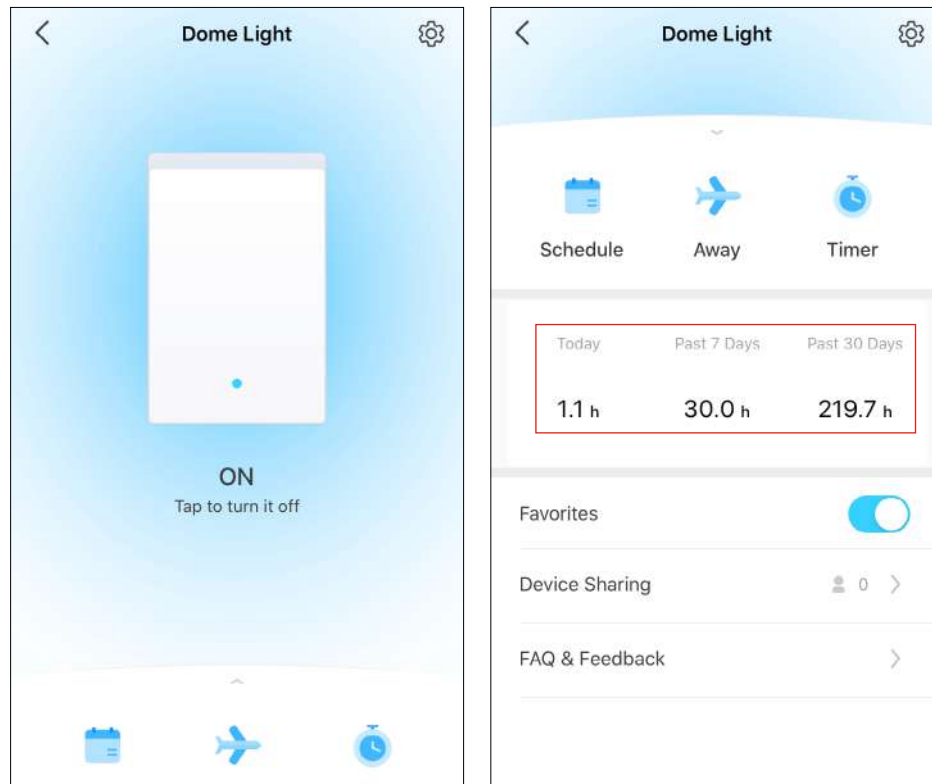 Dome Light
ON
Tap to turn it off
Dome Light
Schedule Away Timer
Today Past 7 Days Past 30 Days
1.1 h 30.0 h 219.7 h
Favorites
Device Sharing 0
FAQ & Feedback